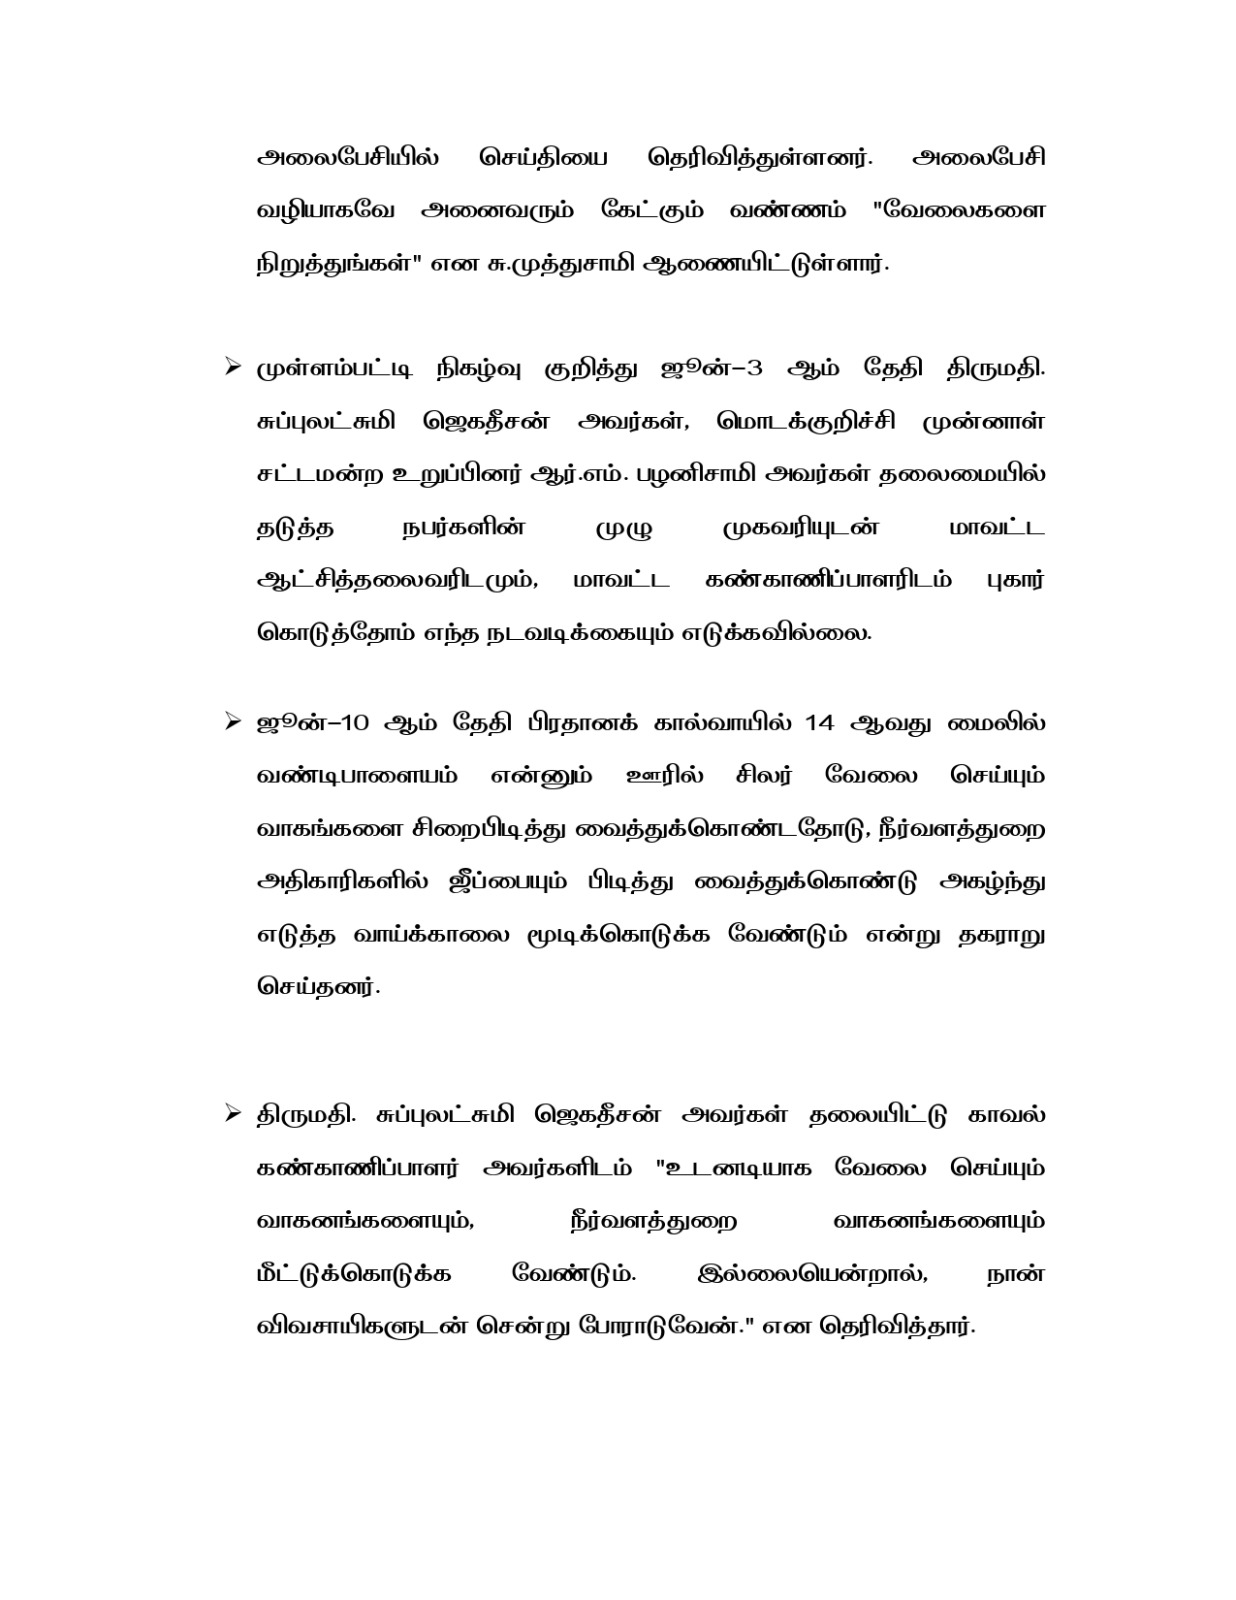 அலைபேசியில் செய்தியை தெரிவித்துள்ளனர். அலைபேசி
வழியாகவே அனைவரும் கேட்கும் வண்ணம் "வேலைகளை
நிறுத்துங்கள்" என சு.முத்துசாமி ஆணையிட்டுள்ளார்.
➢ முள்ளம்பட்டி நிகழ்வு குறித்து ஜூன்–3 ஆம் தேதி திருமதி.
சுப்புலட்சுமி ஜெகதீசன் அவர்கள், மொடக்குறிச்சி முன்னாள்
சட்டமன்ற உறுப்பினர் ஆர்.எம். பழனிசாமி அவர்கள் தலைமையில்
தடுத்த நபர்களின் முழு முகவரியுடன் மாவட்ட
ஆட்சித்தலைவரிடமும், மாவட்ட கண்காணிப்பாளரிடம் புகார்
கொடுத்தோம் எந்த நடவடிக்கையும் எடுக்கவில்லை.
➢ ஜூன்–10 ஆம் தேதி பிரதானக் கால்வாயில் 14 ஆவது மைலில்
வண்டிபாளையம் என்னும் ஊரில் சிலர் வேலை செய்யும்
வாகங்களை சிறைபிடித்து வைத்துக்கொண்டதோடு, நீர்வளத்துறை
அதிகாரிகளில் ஜீப்பையும் பிடித்து வைத்துக்கொண்டு அகழ்ந்து
எடுத்த வாய்க்காலை மூடிக்கொடுக்க வேண்டும் என்று தகராறு
செய்தனர்.
➢ திருமதி. சுப்புலட்சுமி ஜெகதீசன் அவர்கள் தலையிட்டு காவல்
கண்காணிப்பாளர் அவர்களிடம் "உடனடியாக வேலை செய்யும்
வாகனங்களையும், நீர்வளத்துறை வாகனங்களையும்
மீட்டுக்கொடுக்க வேண்டும். இல்லையென்றால், நான்
விவசாயிகளுடன் சென்று போராடுவேன்." என தெரிவித்தார்.